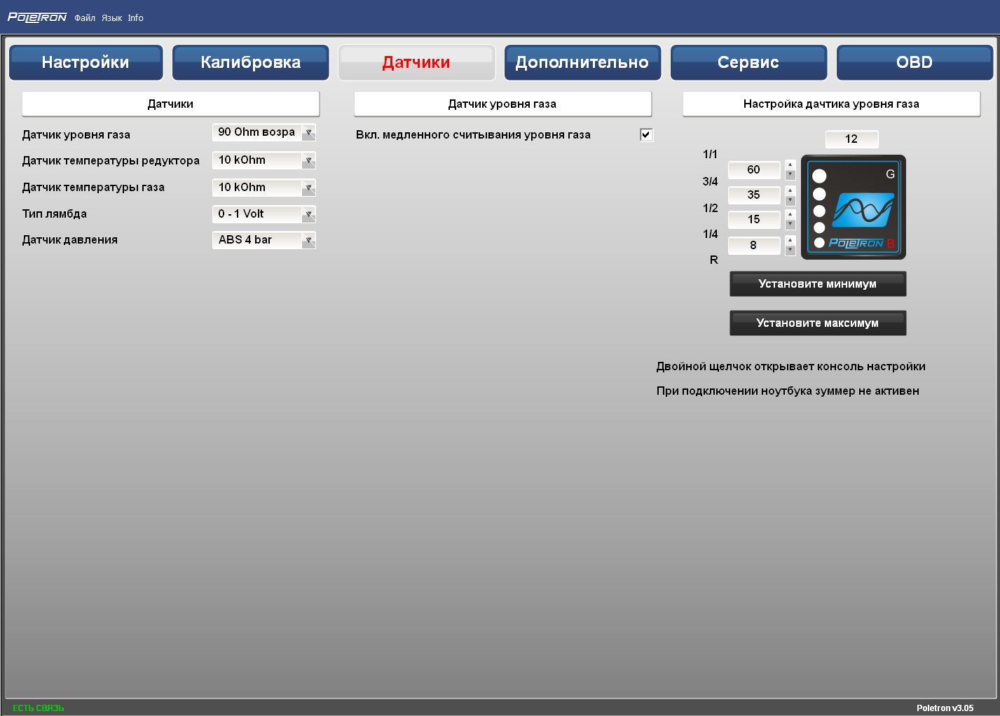 POLETRON Файл Язык Info
Настройки Калибровка Датчики Дополнительно Сервис OBD
Датчики
Датчик уровня газа 90 Ohm возра
Датчик температуры редуктора 10 kOhm
Датчик температуры газа 10 kOhm
Тип лямбда 0 - 1 Volt
Датчик давления ABS 4 bar
Датчик уровня газа
Вкл. медленного считывания уровня газа
Настройка дачтика уровня газа
12
1/1
60
3/4
35
1/2
15
1/4
8
R
G
POLETRON B
Установите минимум
Установите максимум
Двойной щелчок открывает консоль настройки
При подключении ноутбука зуммер не активен
ЕСТЬ СВЯЗЬ
Poletron v3.05